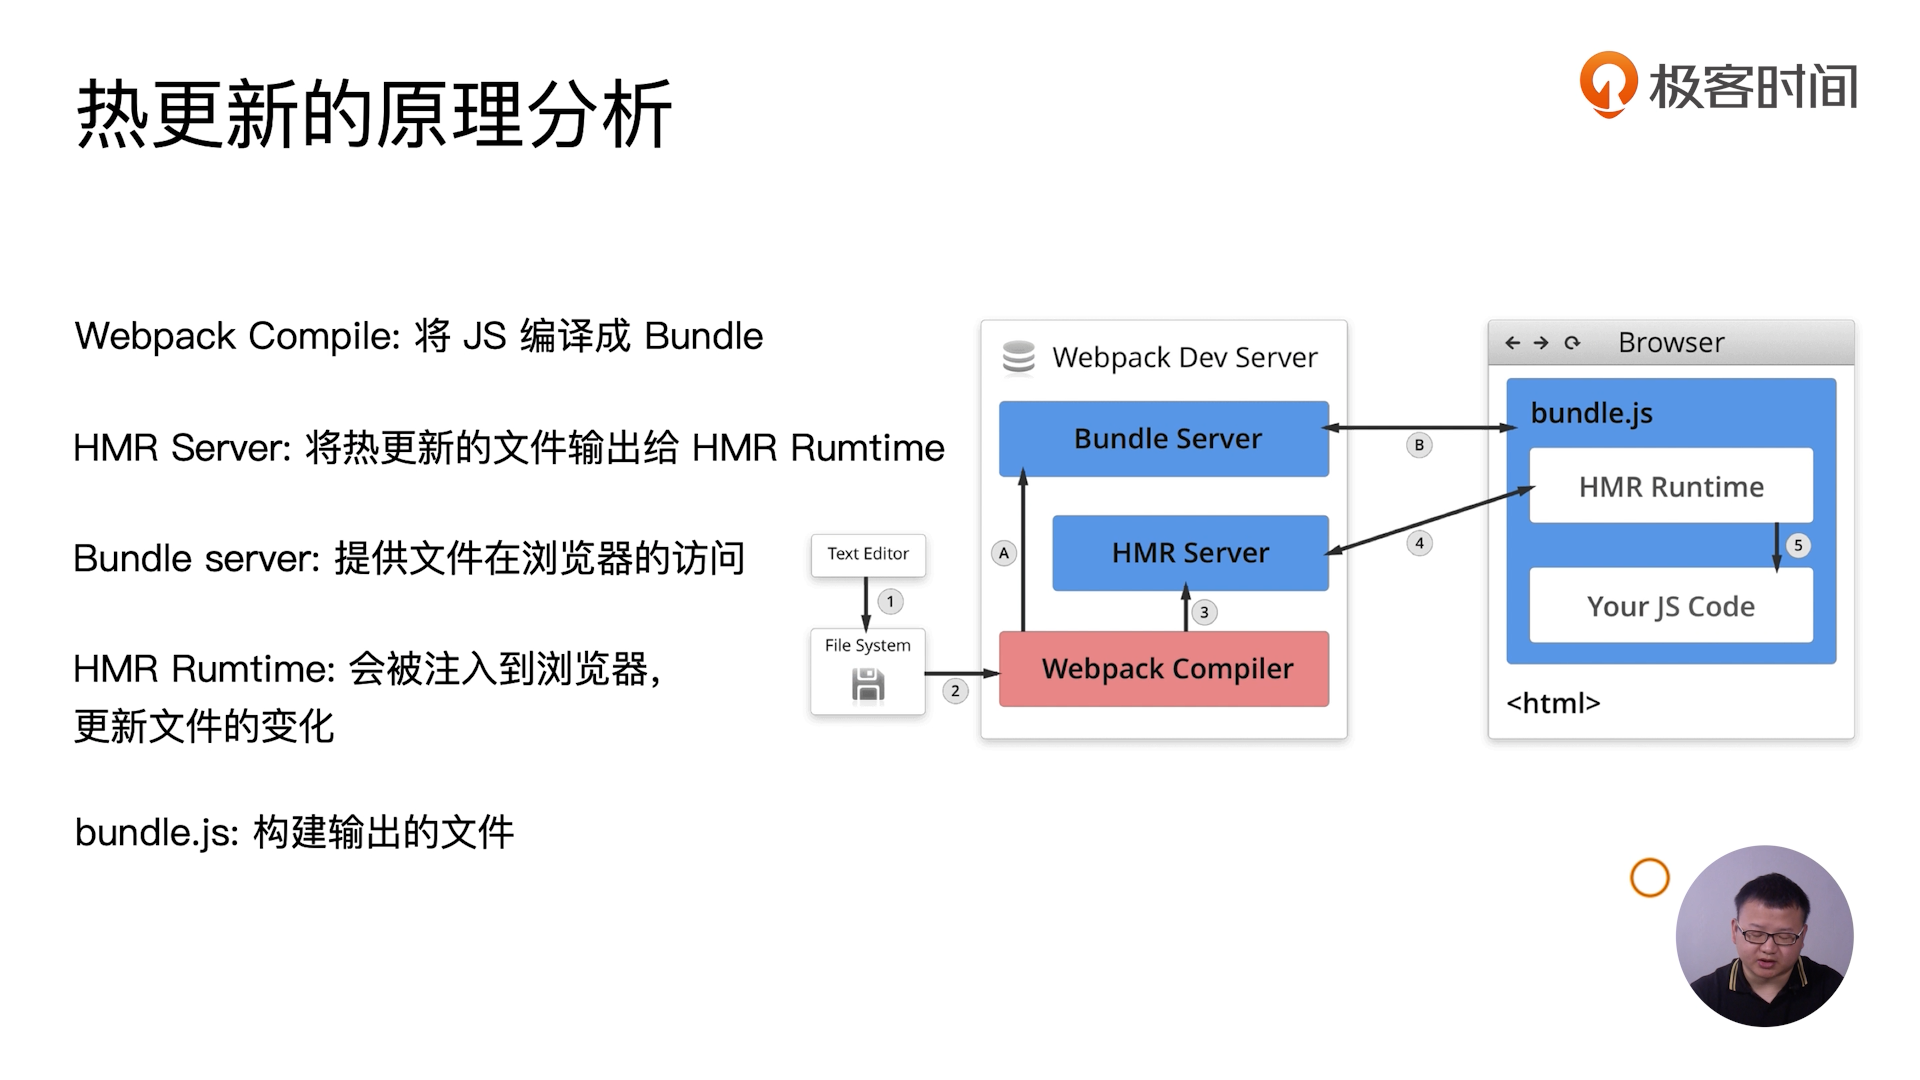 热更新的原理分析
极客时间
Webpack Compile: 将 JS 编译成 Bundle
HMR Server: 将热更新的文件输出给 HMR Rumtime
Bundle server: 提供文件在浏览器的访问
HMR Rumtime: 会被注入到浏览器，
更新文件的变化
bundle.js: 构建输出的文件
Text Editor
1
File System
2
Webpack Dev Server
Bundle Server
A
HMR Server
3
Webpack Compiler
B
4
Browser
bundle.js
HMR Runtime
5
Your JS Code
<html>